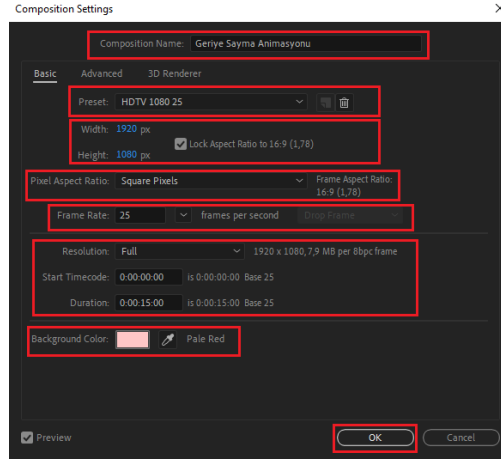 Composition Settings
Composition Name: Geriye Sayma Animasyonu
Basic Advanced 3D Renderer
Preset: HDTV 1080 25
Width: 1920 px
Lock Aspect Ratio to 16:9 (1,78)
Height: 1080 px
Pixel Aspect Ratio: Square Pixels Frame Aspect Ratio:
16:9 (1,78)
Frame Rate: 25 frames per second Drop Frame
Resolution: Full 1920 x 1080, 7,9 MB per 8bpc frame
Start Timecode: 0:00:00:00 is 0:00:00:00 Base 25
Duration: 0:00:15:00 is 0:00:15:00 Base 25
Background Color: Pale Red
Preview OK Cancel